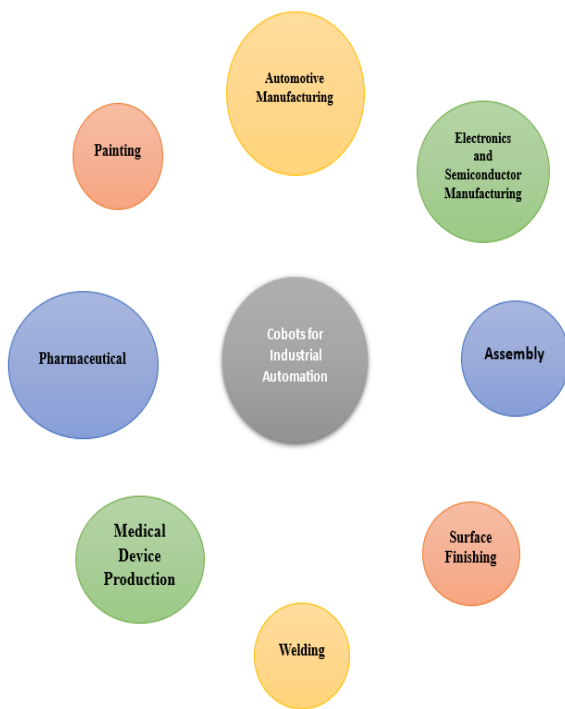 Automotive
Manufacturing
Painting
Electronics
and
Semiconductor
Manufacturing
Cobots for
Industrial
Automation
Pharmaceutical
Assembly
Medical
Device
Production
Surface
Finishing
Welding